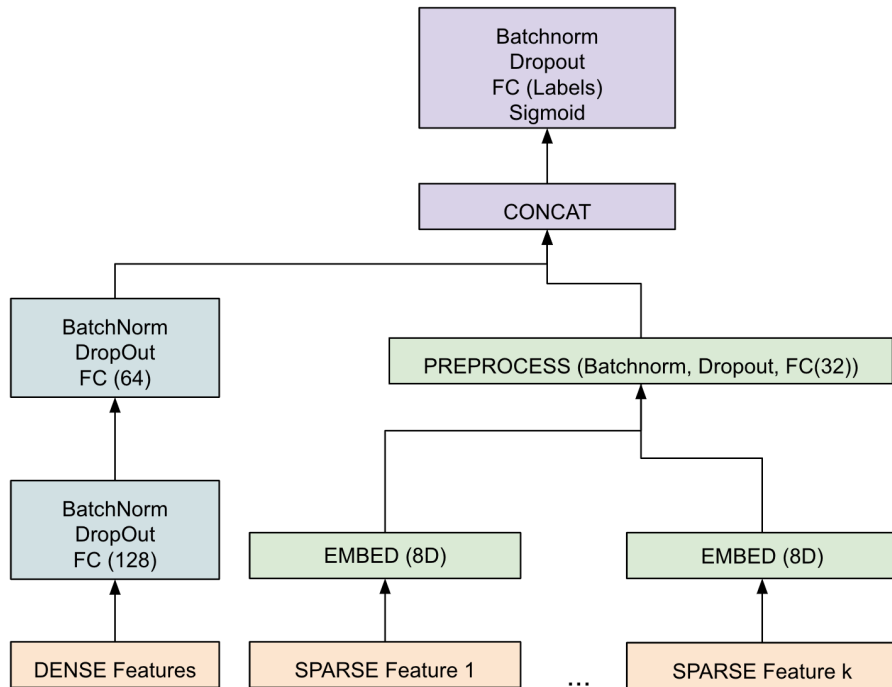 Batchnorm
Dropout
FC (Labels)
Sigmoid
CONCAT
BatchNorm
DropOut
FC (64)
PREPROCESS (Batchnorm, Dropout, FC(32))
BatchNorm
DropOut
FC (128)
EMBED (8D)
EMBED (8D)
DENSE Features
SPARSE Feature 1
...
SPARSE Feature k